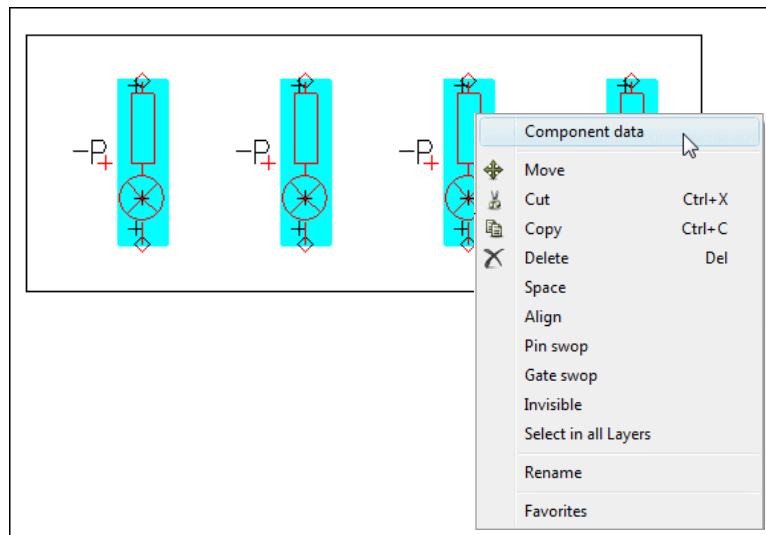 -P
-P
-P
Component data
Move
Cut Ctrl+X
Copy Ctrl+C
Delete Del
Space
Align
Pin swop
Gate swop
Invisible
Select in all Layers
Rename
Favorites